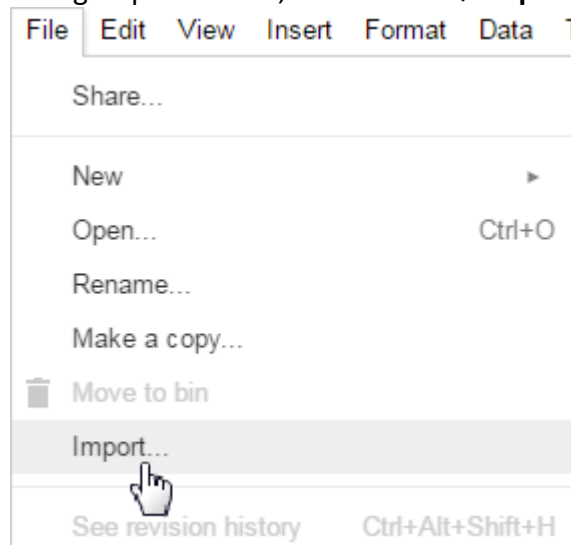 File Edit View Insert Format Data
Share...
New
Open... Ctrl+O
Rename...
Make a copy...
Move to bin
Import...
See revision history Ctrl+Alt+Shift+H